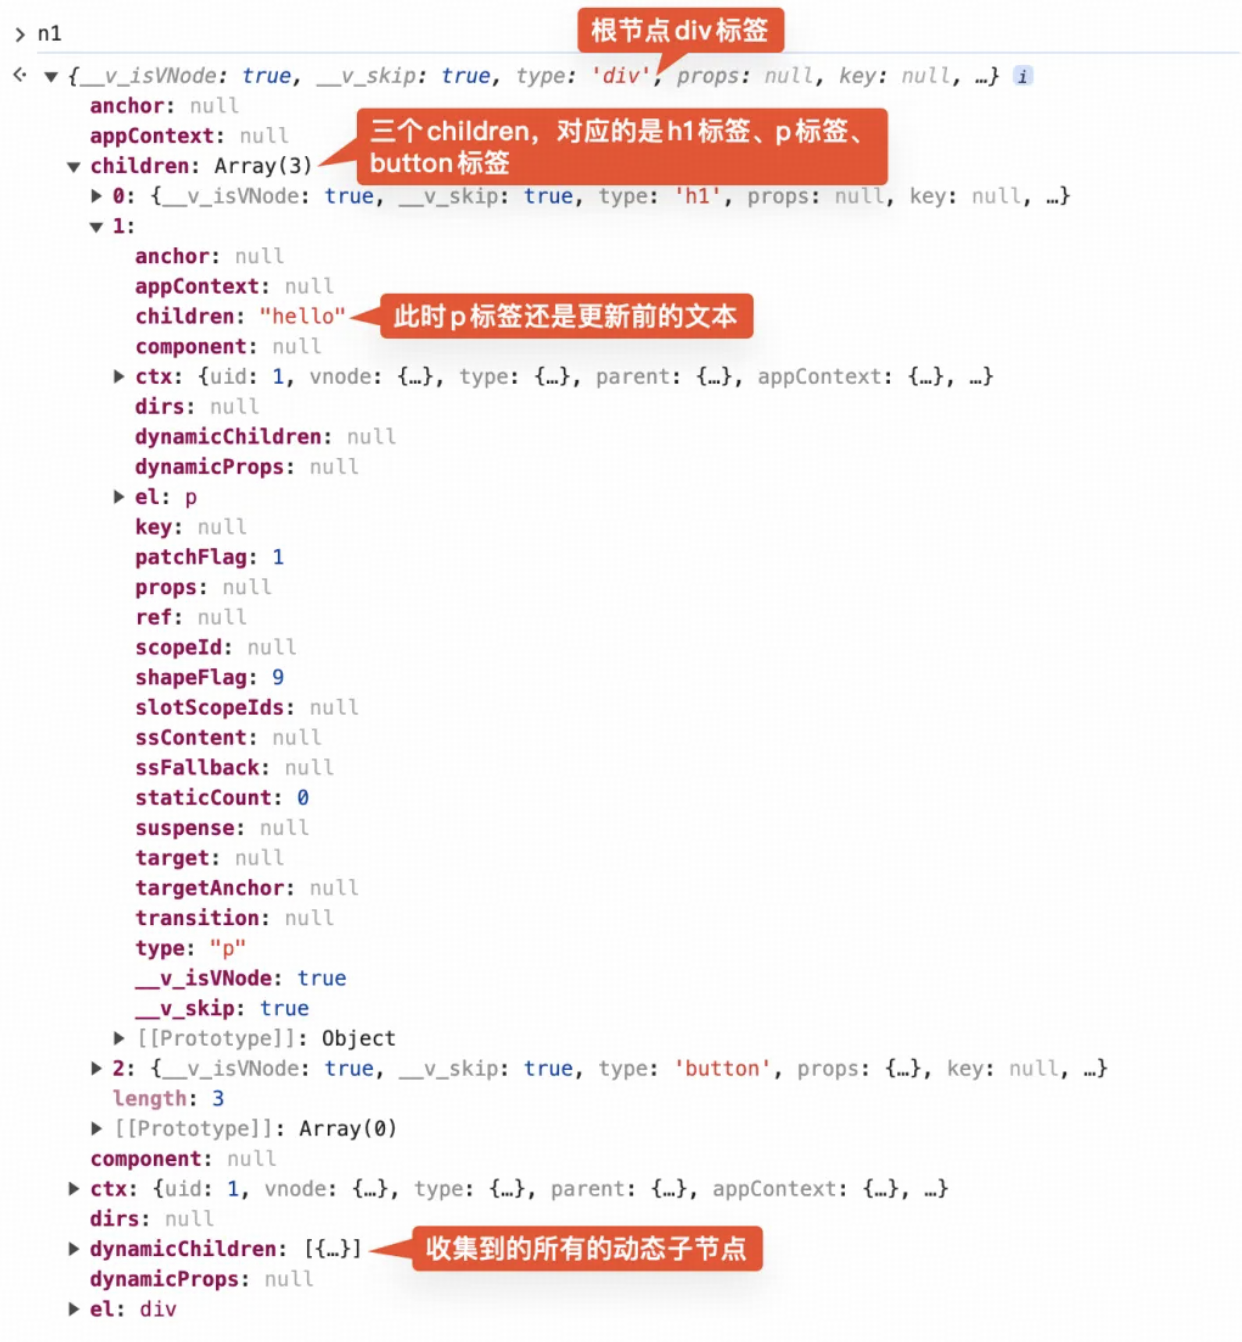 > n1
根节点div标签
{__v_isVNode: true, __v_skip: true, type: 'div', props: null, key: null, …} i
anchor: null
appContext: null
三个children，对应的是h1标签、p标签、
button标签
children: Array(3)
0: {__v_isVNode: true, __v_skip: true, type: 'h1', props: null, key: null, …}
1:
anchor: null
appContext: null
children: "hello"
此时p标签还是更新前的文本
component: null
ctx: {uid: 1, vnode: {…}, type: {…}, parent: {…}, appContext: {…}, …}
dirs: null
dynamicChildren: null
dynamicProps: null
el: p
key: null
patchFlag: 1
props: null
ref: null
scopeId: null
shapeFlag: 9
slotScopeIds: null
ssContent: null
ssFallback: null
staticCount: 0
suspense: null
target: null
targetAnchor: null
transition: null
type: "p"
__v_isVNode: true
__v_skip: true
[[Prototype]]: Object
2: {__v_isVNode: true, __v_skip: true, type: 'button', props: {…}, key: null, …}
length: 3
[[Prototype]]: Array(0)
component: null
ctx: {uid: 1, vnode: {…}, type: {…}, parent: {…}, appContext: {…}, …}
dirs: null
dynamicChildren: [{…}]
收集到的所有的动态子节点
dynamicProps: null
el: div